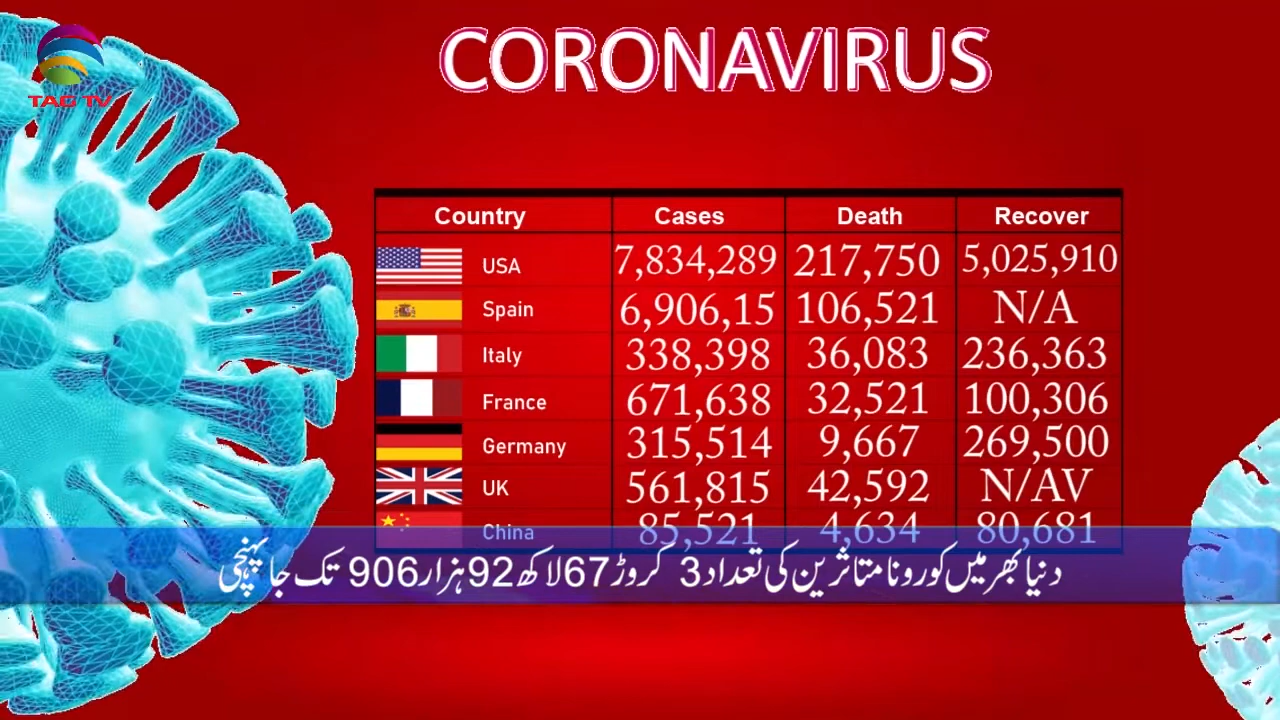 CORONAVIRUS
TAG TV
Country Cases Death Recover
USA 7,834,289 217,750 5,025,910
Spain 6,906,15 106,521 N/A
Italy 338,398 36,083 236,363
France 671,638 32,521 100,306
Germany 315,514 9,667 269,500
UK 561,815 42,592 N/AV
China 85,521 4,634 80,681
دنیا بھر میں کورونا متاثرین کی تعداد 3 کروڑ 67 لاکھ 92 ہزار 906 تک جا پہنچی